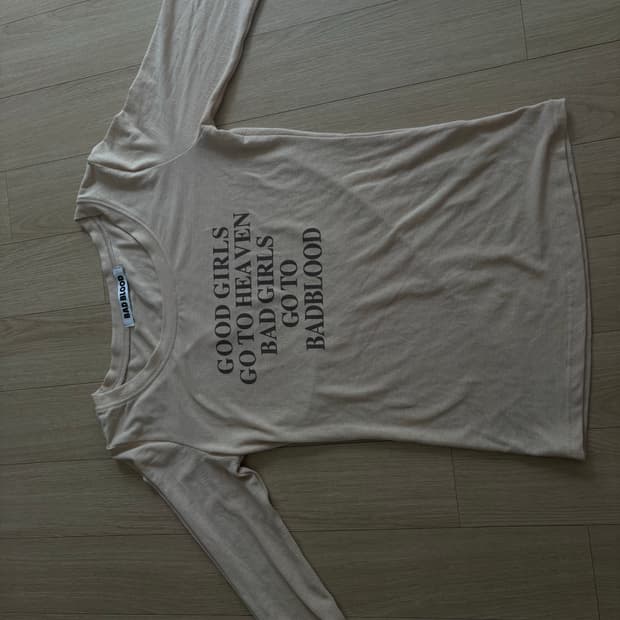 BAD BLOOD
GOOD GIRLS
GO TO HEAVEN
BAD GIRLS
GO TO
BADBLOOD